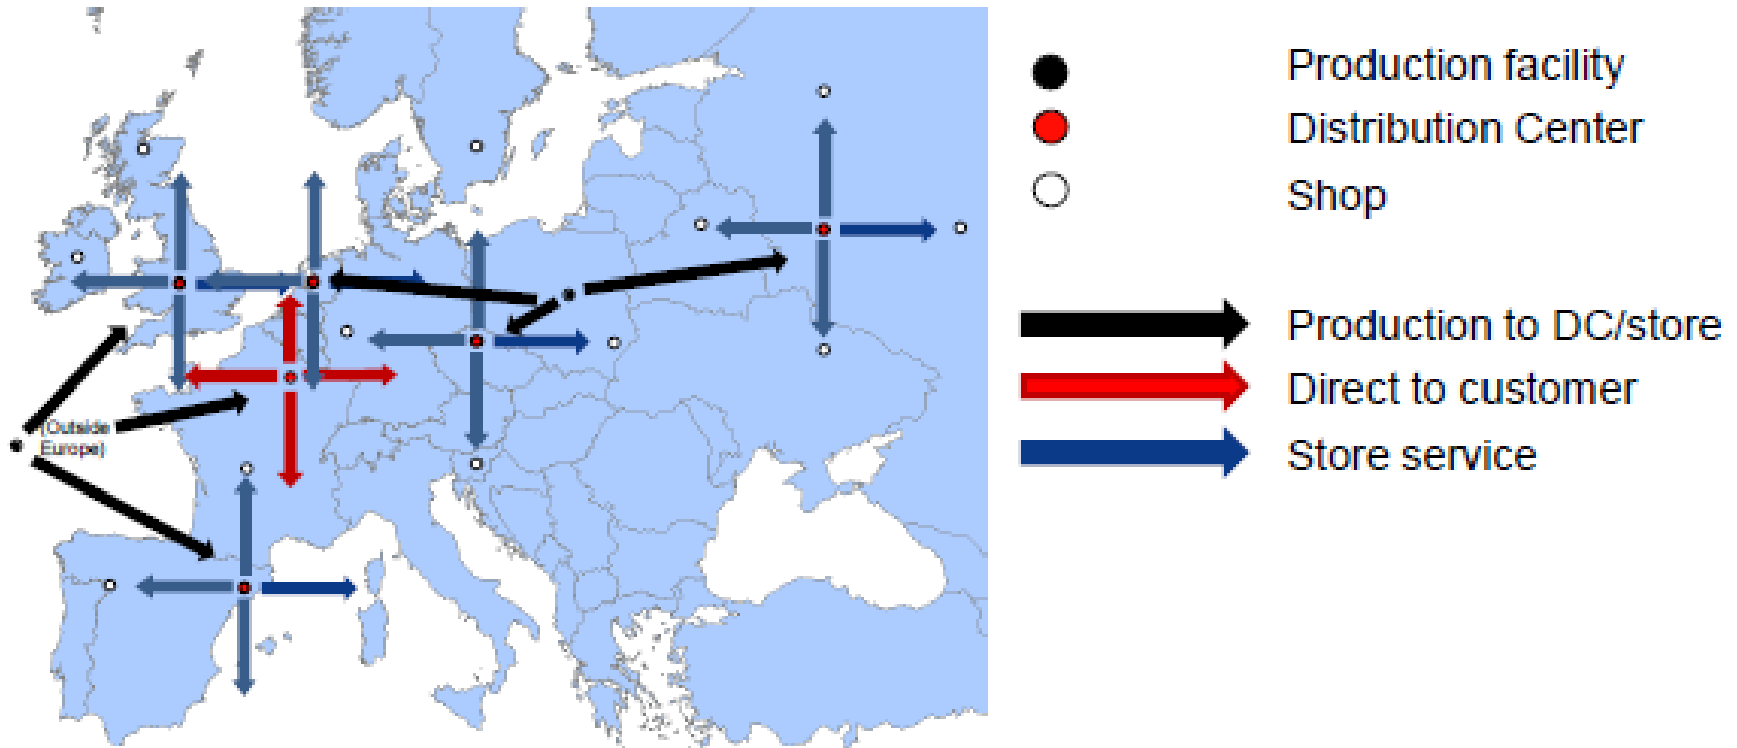 Production facility
Distribution Center
Shop
Production to DC/store
Direct to customer
Store service
(Outside
Europe)